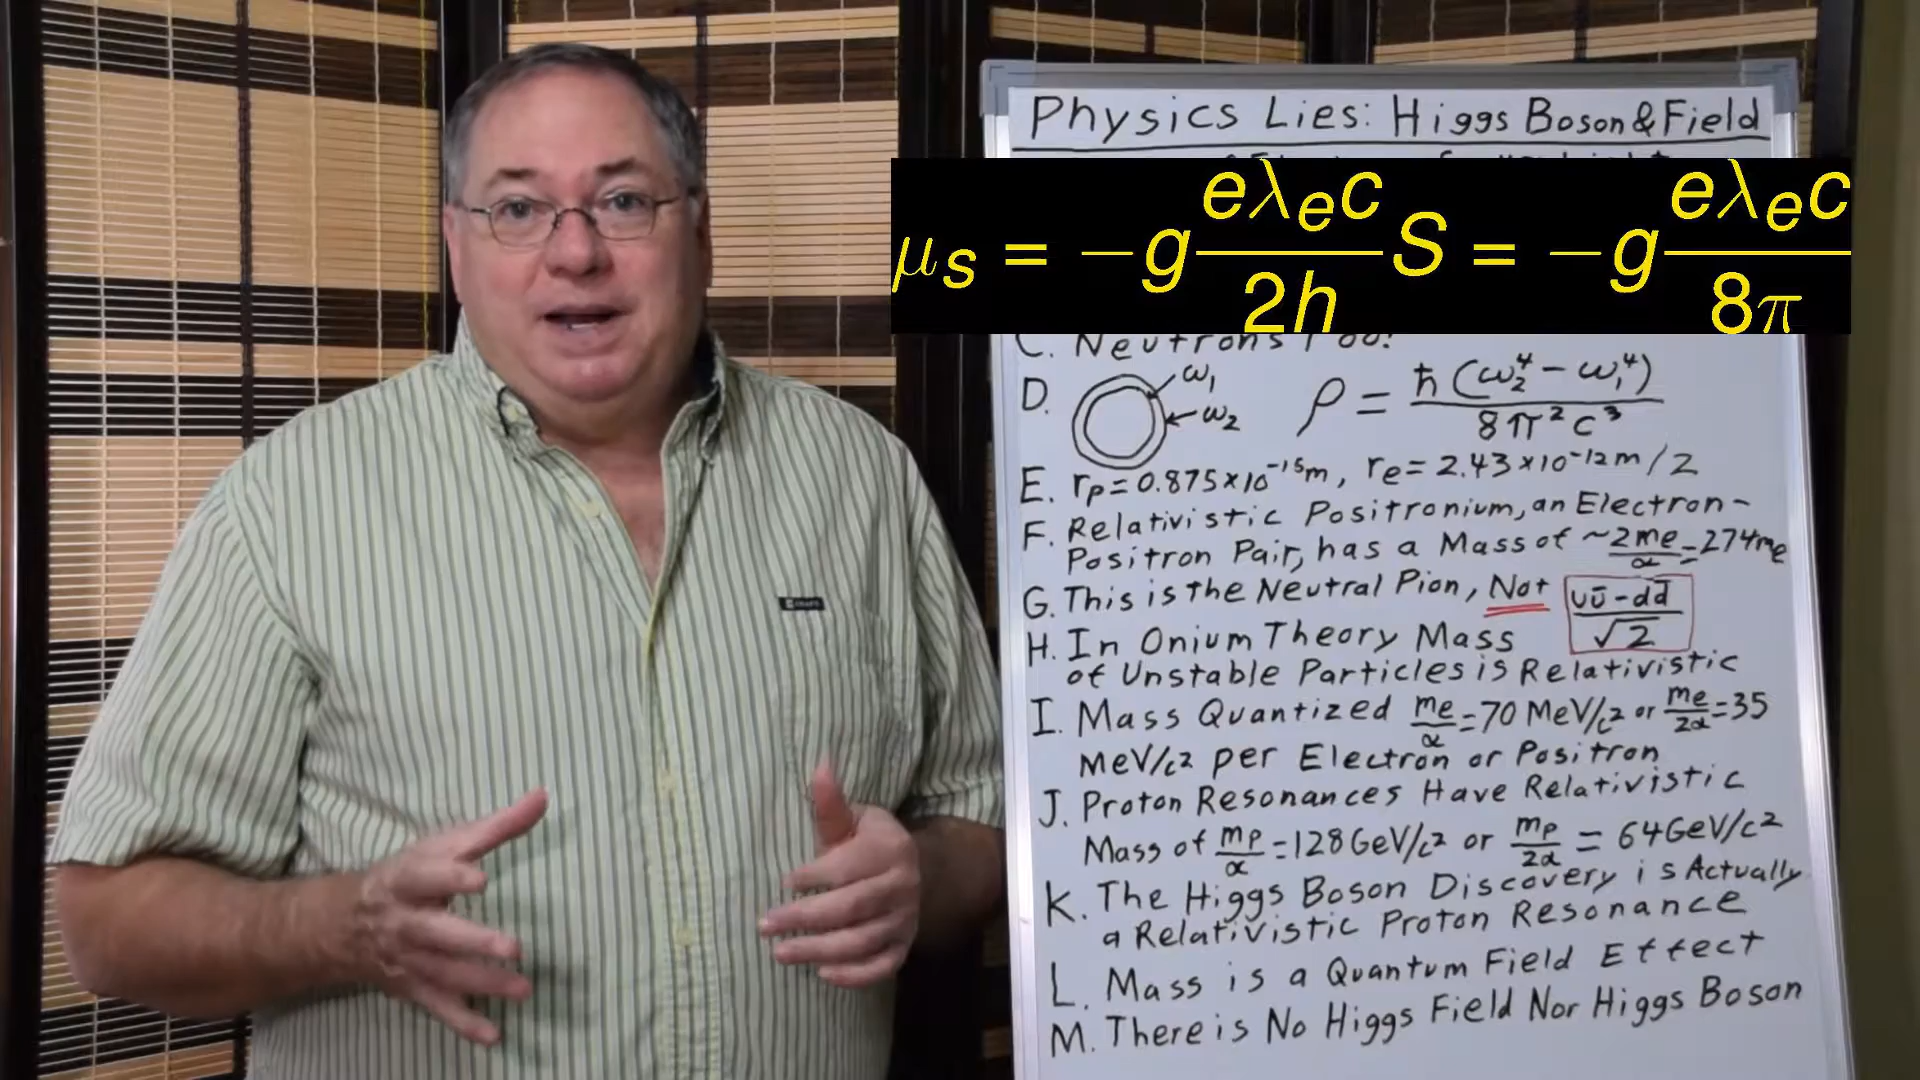 Physics Lies: Higgs Boson & Field
μs = -g eλec/2h S = -g eλec/8π
C. Neutrons Too!
D. ω1 ω2 ρ = ħ(ω2⁴ - ω1⁴)/8π²c³
E. rp = 0.875×10⁻¹⁵m, re = 2.43×10⁻¹²m/2
F. Relativistic Positronium, an Electron-
Positron Pair, has a Mass of ~2me/α = 274me
G. This is the Neutral Pion, Not uū-dd̄/√2
H. In Onium Theory Mass
of Unstable Particles is Relativistic
I. Mass Quantized me/α = 70 MeV/c² or me/2α = 35
MeV/c² per Electron or Positron
J. Proton Resonances Have Relativistic
Mass of mp/α = 128 GeV/c² or mp/2α = 64 GeV/c²
K. The Higgs Boson Discovery is Actually
a Relativistic Proton Resonance
L. Mass is a Quantum Field Effect
M. There is No Higgs Field Nor Higgs Boson